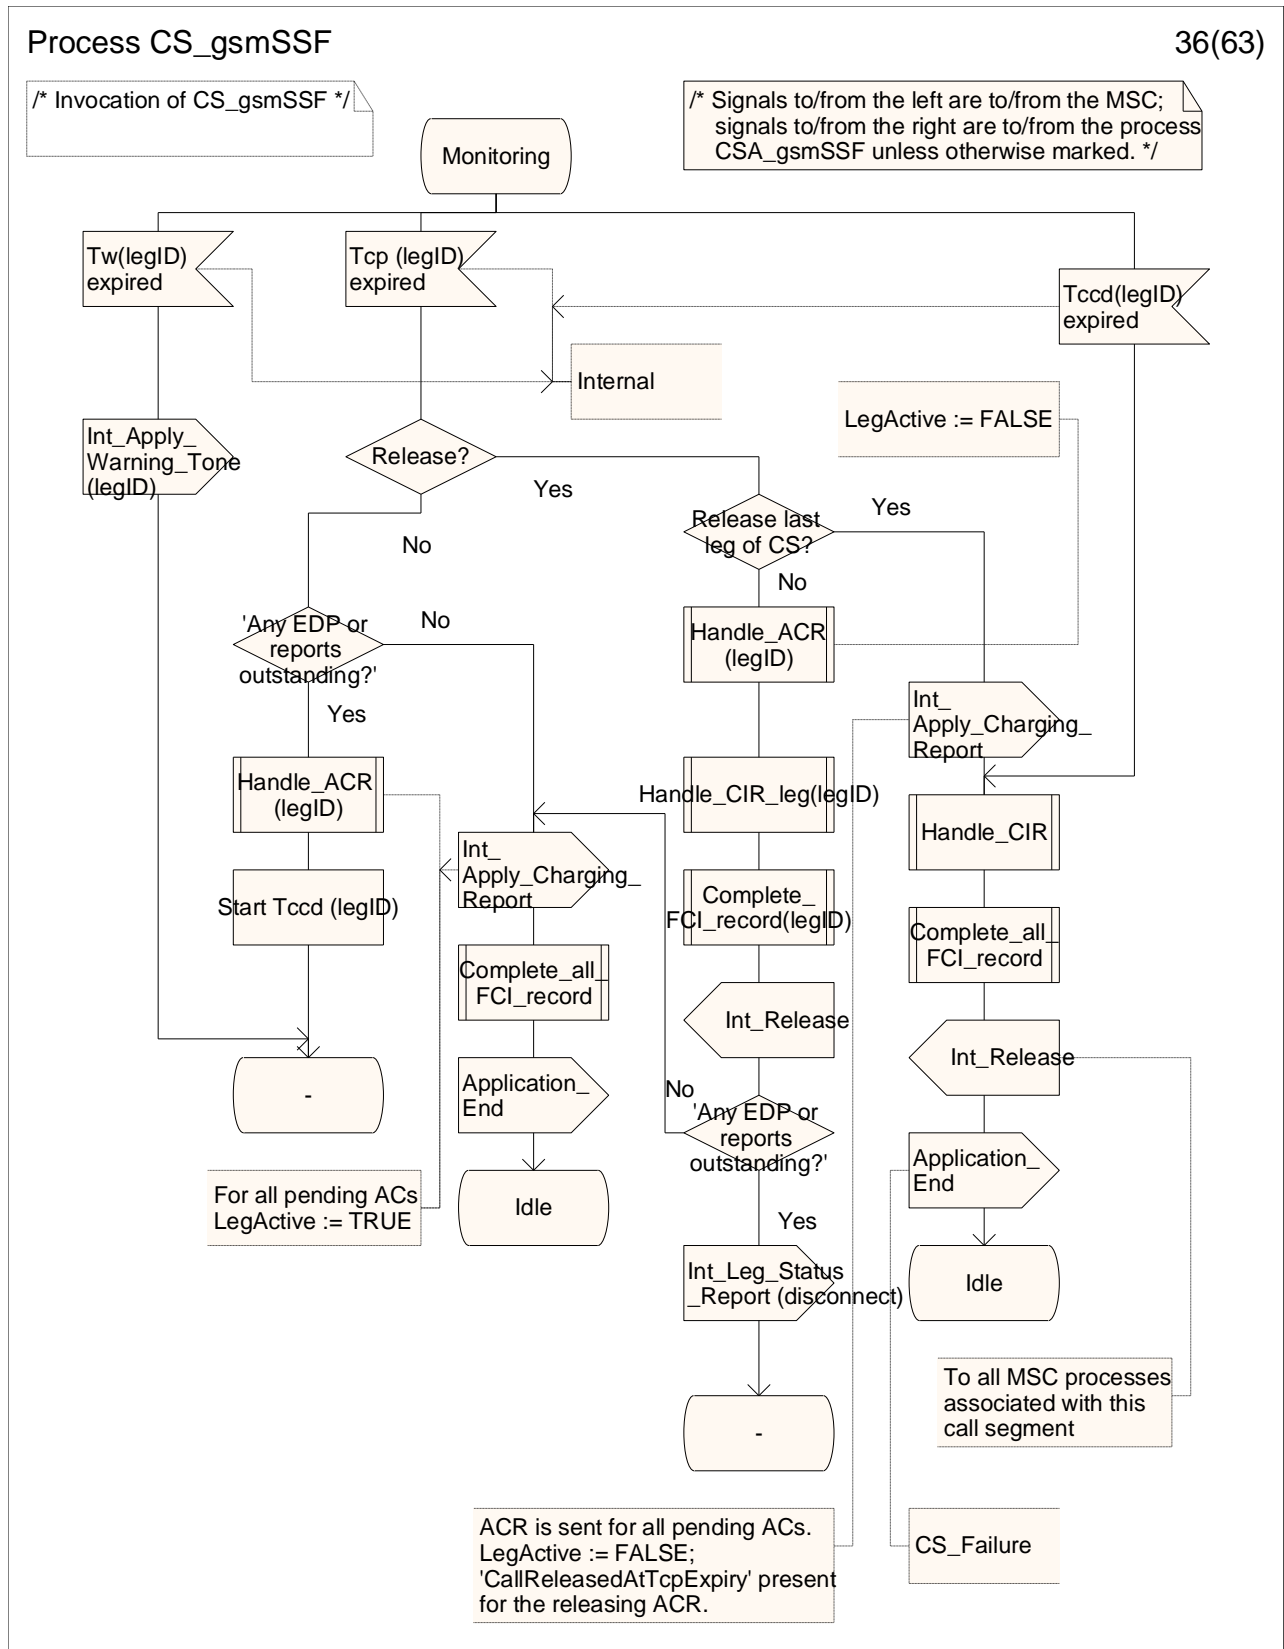 Process CS_gsmSSF
36(63)
/* Invocation of CS_gsmSSF */
/* Signals to/from the left are to/from the MSC;
signals to/from the right are to/from the process
CSA_gsmSSF unless otherwise marked. */
Monitoring
Tw(legID)
expired
Tcp (legID)
expired
Tccd(legID)
expired
Internal
LegActive := FALSE
Int_Apply_
Warning_Tone
(legID)
Release?
Yes
No
Release last
leg of CS?
Yes
No
'Any EDP or
reports
outstanding?'
No
Yes
Handle_ACR
(legID)
Int_
Apply_Charging_
Report
Handle_ACR
(legID)
Handle_CIR_leg(legID)
Handle_CIR
Int_
Apply_Charging_
Report
Start Tccd (legID)
Complete_
FCI_record(legID)
Complete_all_
FCI_record
Complete_all_
FCI_record
Int_Release
Int_Release
-
Application_
End
No
'Any EDP or
reports
outstanding?'
Application_
End
For all pending ACs
LegActive := TRUE
Idle
Yes
Int_Leg_Status
_Report (disconnect)
Idle
To all MSC processes
associated with this
call segment
-
ACR is sent for all pending ACs.
LegActive := FALSE;
'CallReleasedAtTcpExpiry' present
for the releasing ACR.
CS_Failure